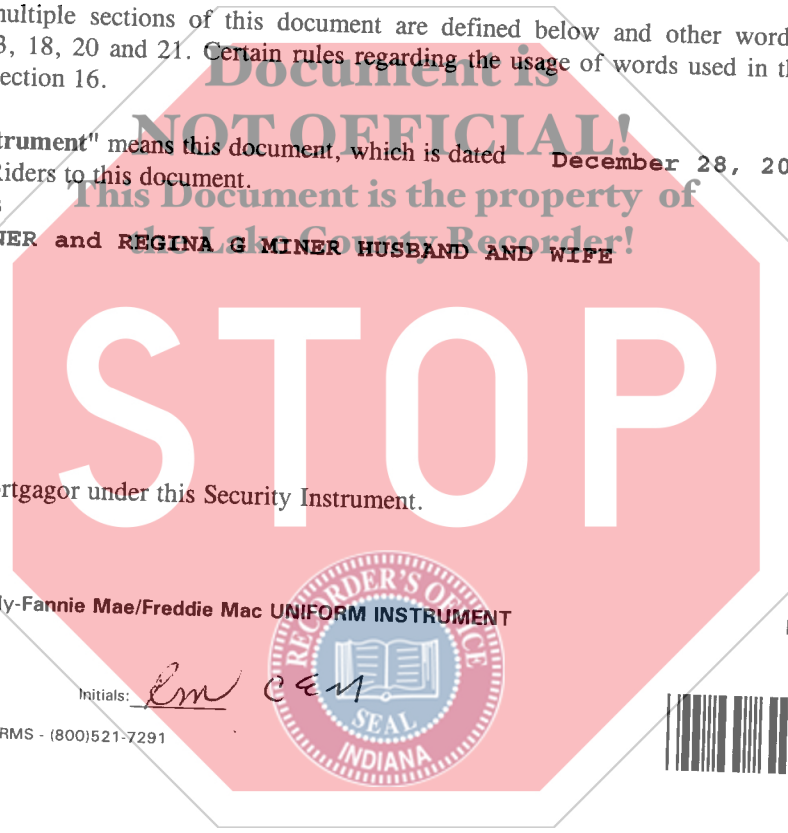 multiple sections of this document are defined below and other word
3, 18, 20 and 21. Certain rules regarding the usage of words used in th
ection 16.
Document is
NOT OFFICIAL!
trument" means this document, which is dated December 28, 20
Riders to this document.
This Document is the property of
the Lake County Recorder!
NER and REGINA G MINER HUSBAND AND WIFE
STOP
rtgagor under this Security Instrument.
ly-Fannie Mae/Freddie Mac UNIFORM INSTRUMENT
RECORDER'S OFFICE
SEAL
INDIANA
Initials: RM CEM
RMS - (800)521-7291